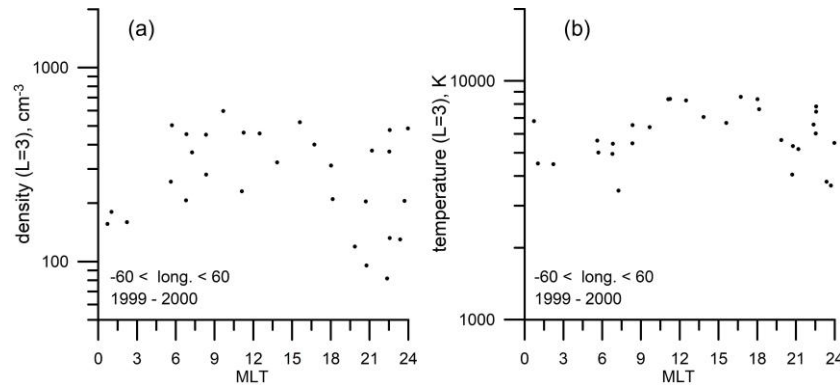 (a)
density (L=3), cm-3
1000
100
-60 < long. < 60
1999 - 2000
0 3 6 9 12 15 18 21 24
MLT
(b)
temperature (L=3), K
10000
1000
-60 < long. < 60
1999 - 2000
0 3 6 9 12 15 18 21 24
MLT